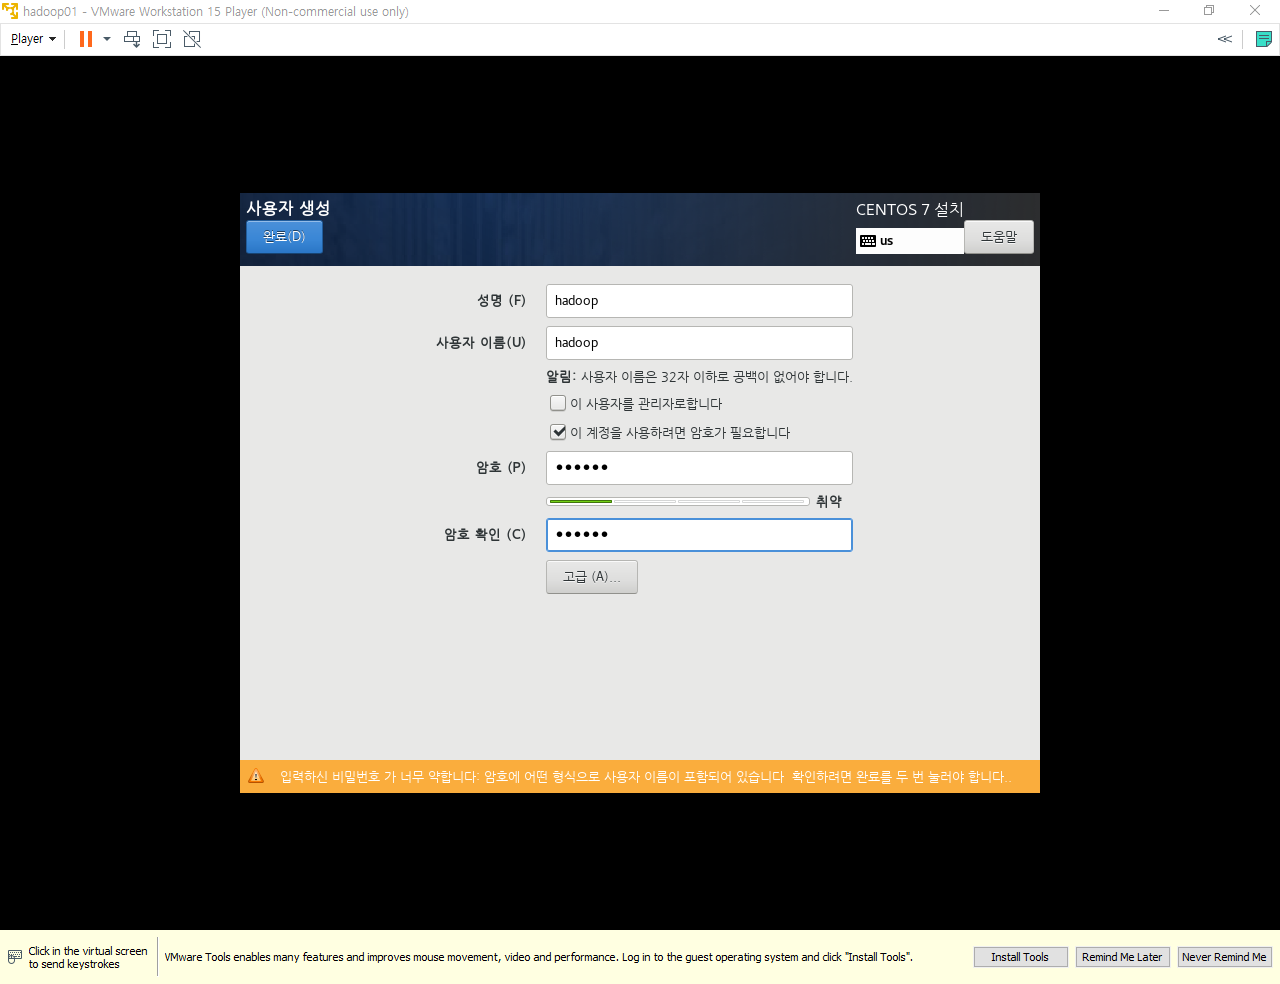 hadoop01 - VMware Workstation 15 Player (Non-commercial use only)
Player
사용자 생성
CENTOS 7 설치
완료(D)
us
도움말
성명 (F)
hadoop
사용자 이름(U)
hadoop
알림: 사용자 이름은 32자 이하로 공백이 없어야 합니다.
이 사용자를 관리자로합니다
이 계정을 사용하려면 암호가 필요합니다
암호 (P)
●●●●●●
취약
암호 확인 (C)
●●●●●●
고급 (A)...
입력하신 비밀번호 가 너무 약합니다: 암호에 어떤 형식으로 사용자 이름이 포함되어 있습니다 확인하려면 완료를 두 번 눌러야 합니다..
Click in the virtual screen
to send keystrokes
VMware Tools enables many features and improves mouse movement, video and performance. Log in to the guest operating system and click "Install Tools".
Install Tools
Remind Me Later
Never Remind Me